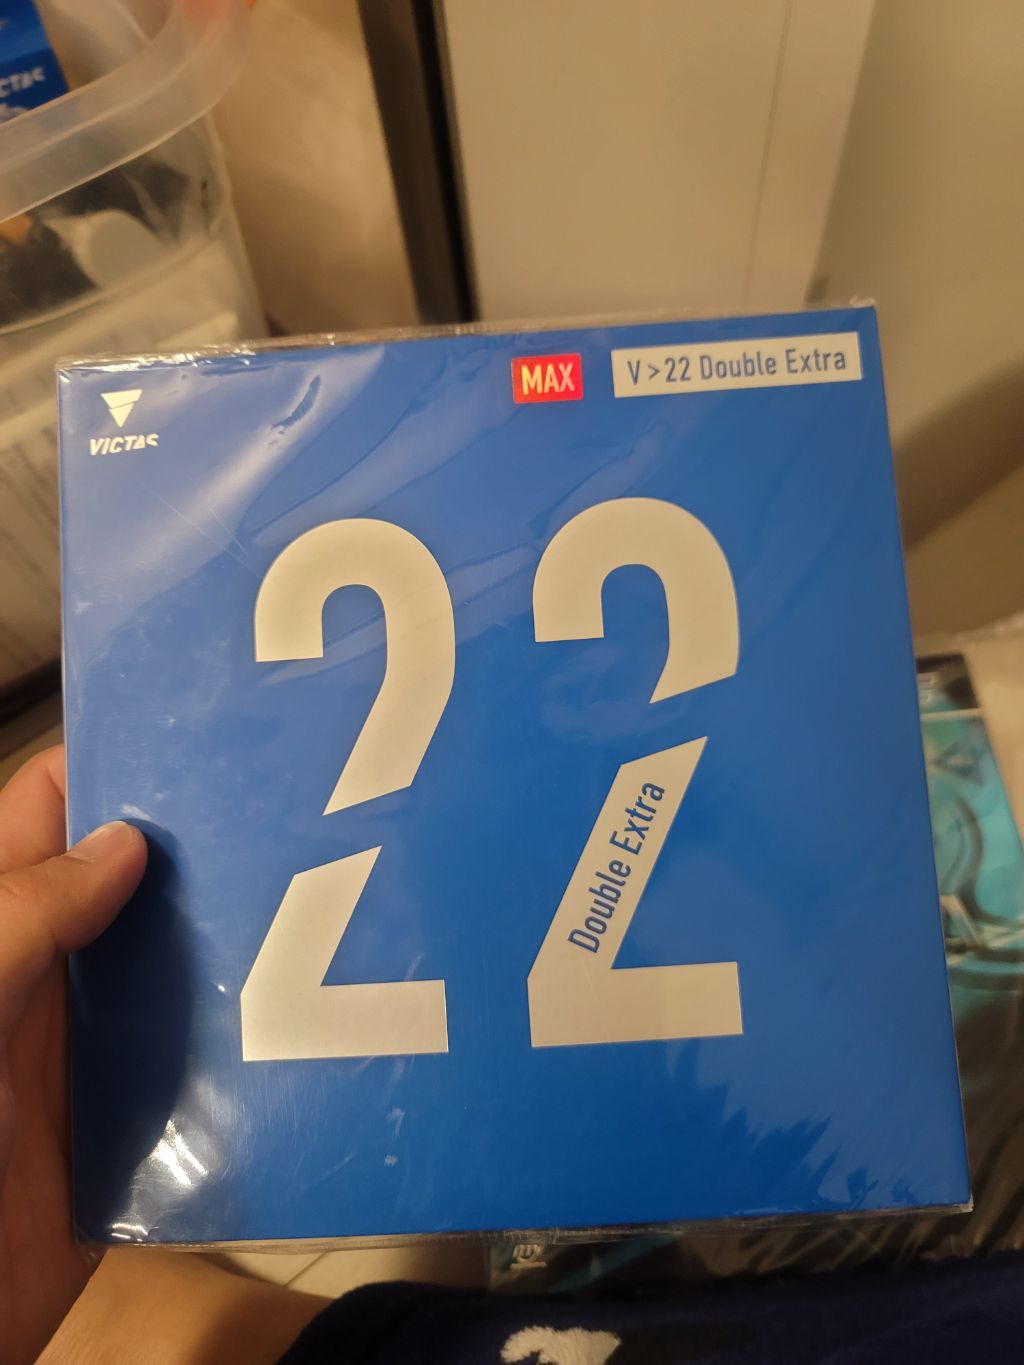 VICTAS
MAX
V>22 Double Extra
22
Double Extra